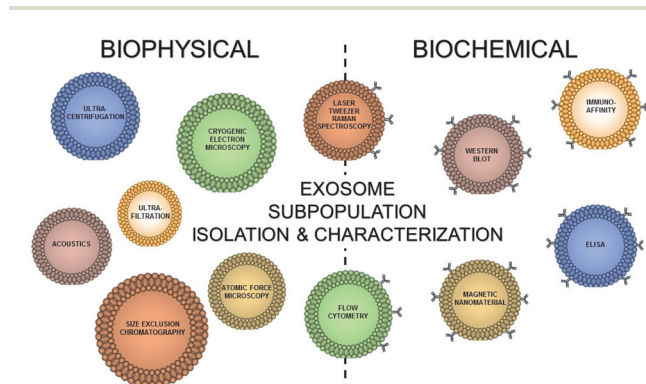 BIOPHYSICAL
BIOCHEMICAL
ULTRA-
CENTRIFUGATION
CRYOGENIC
ELECTRON
MICROSCOPY
LASER
TWEEZER
RAMAN
SPECTROSCOPY
WESTERN
BLOT
IMMUNO-
AFFINITY
EXOSOME
SUBPOPULATION
ISOLATION & CHARACTERIZATION
ULTRA-
FILTRATION
ACOUSTICS
SIZE EXCLUSION
CHROMATOGRAPHY
ATOMIC FORCE
MICROSCOPY
FLOW
CYTOMETRY
MAGNETIC
NANOMATERIAL
ELISA